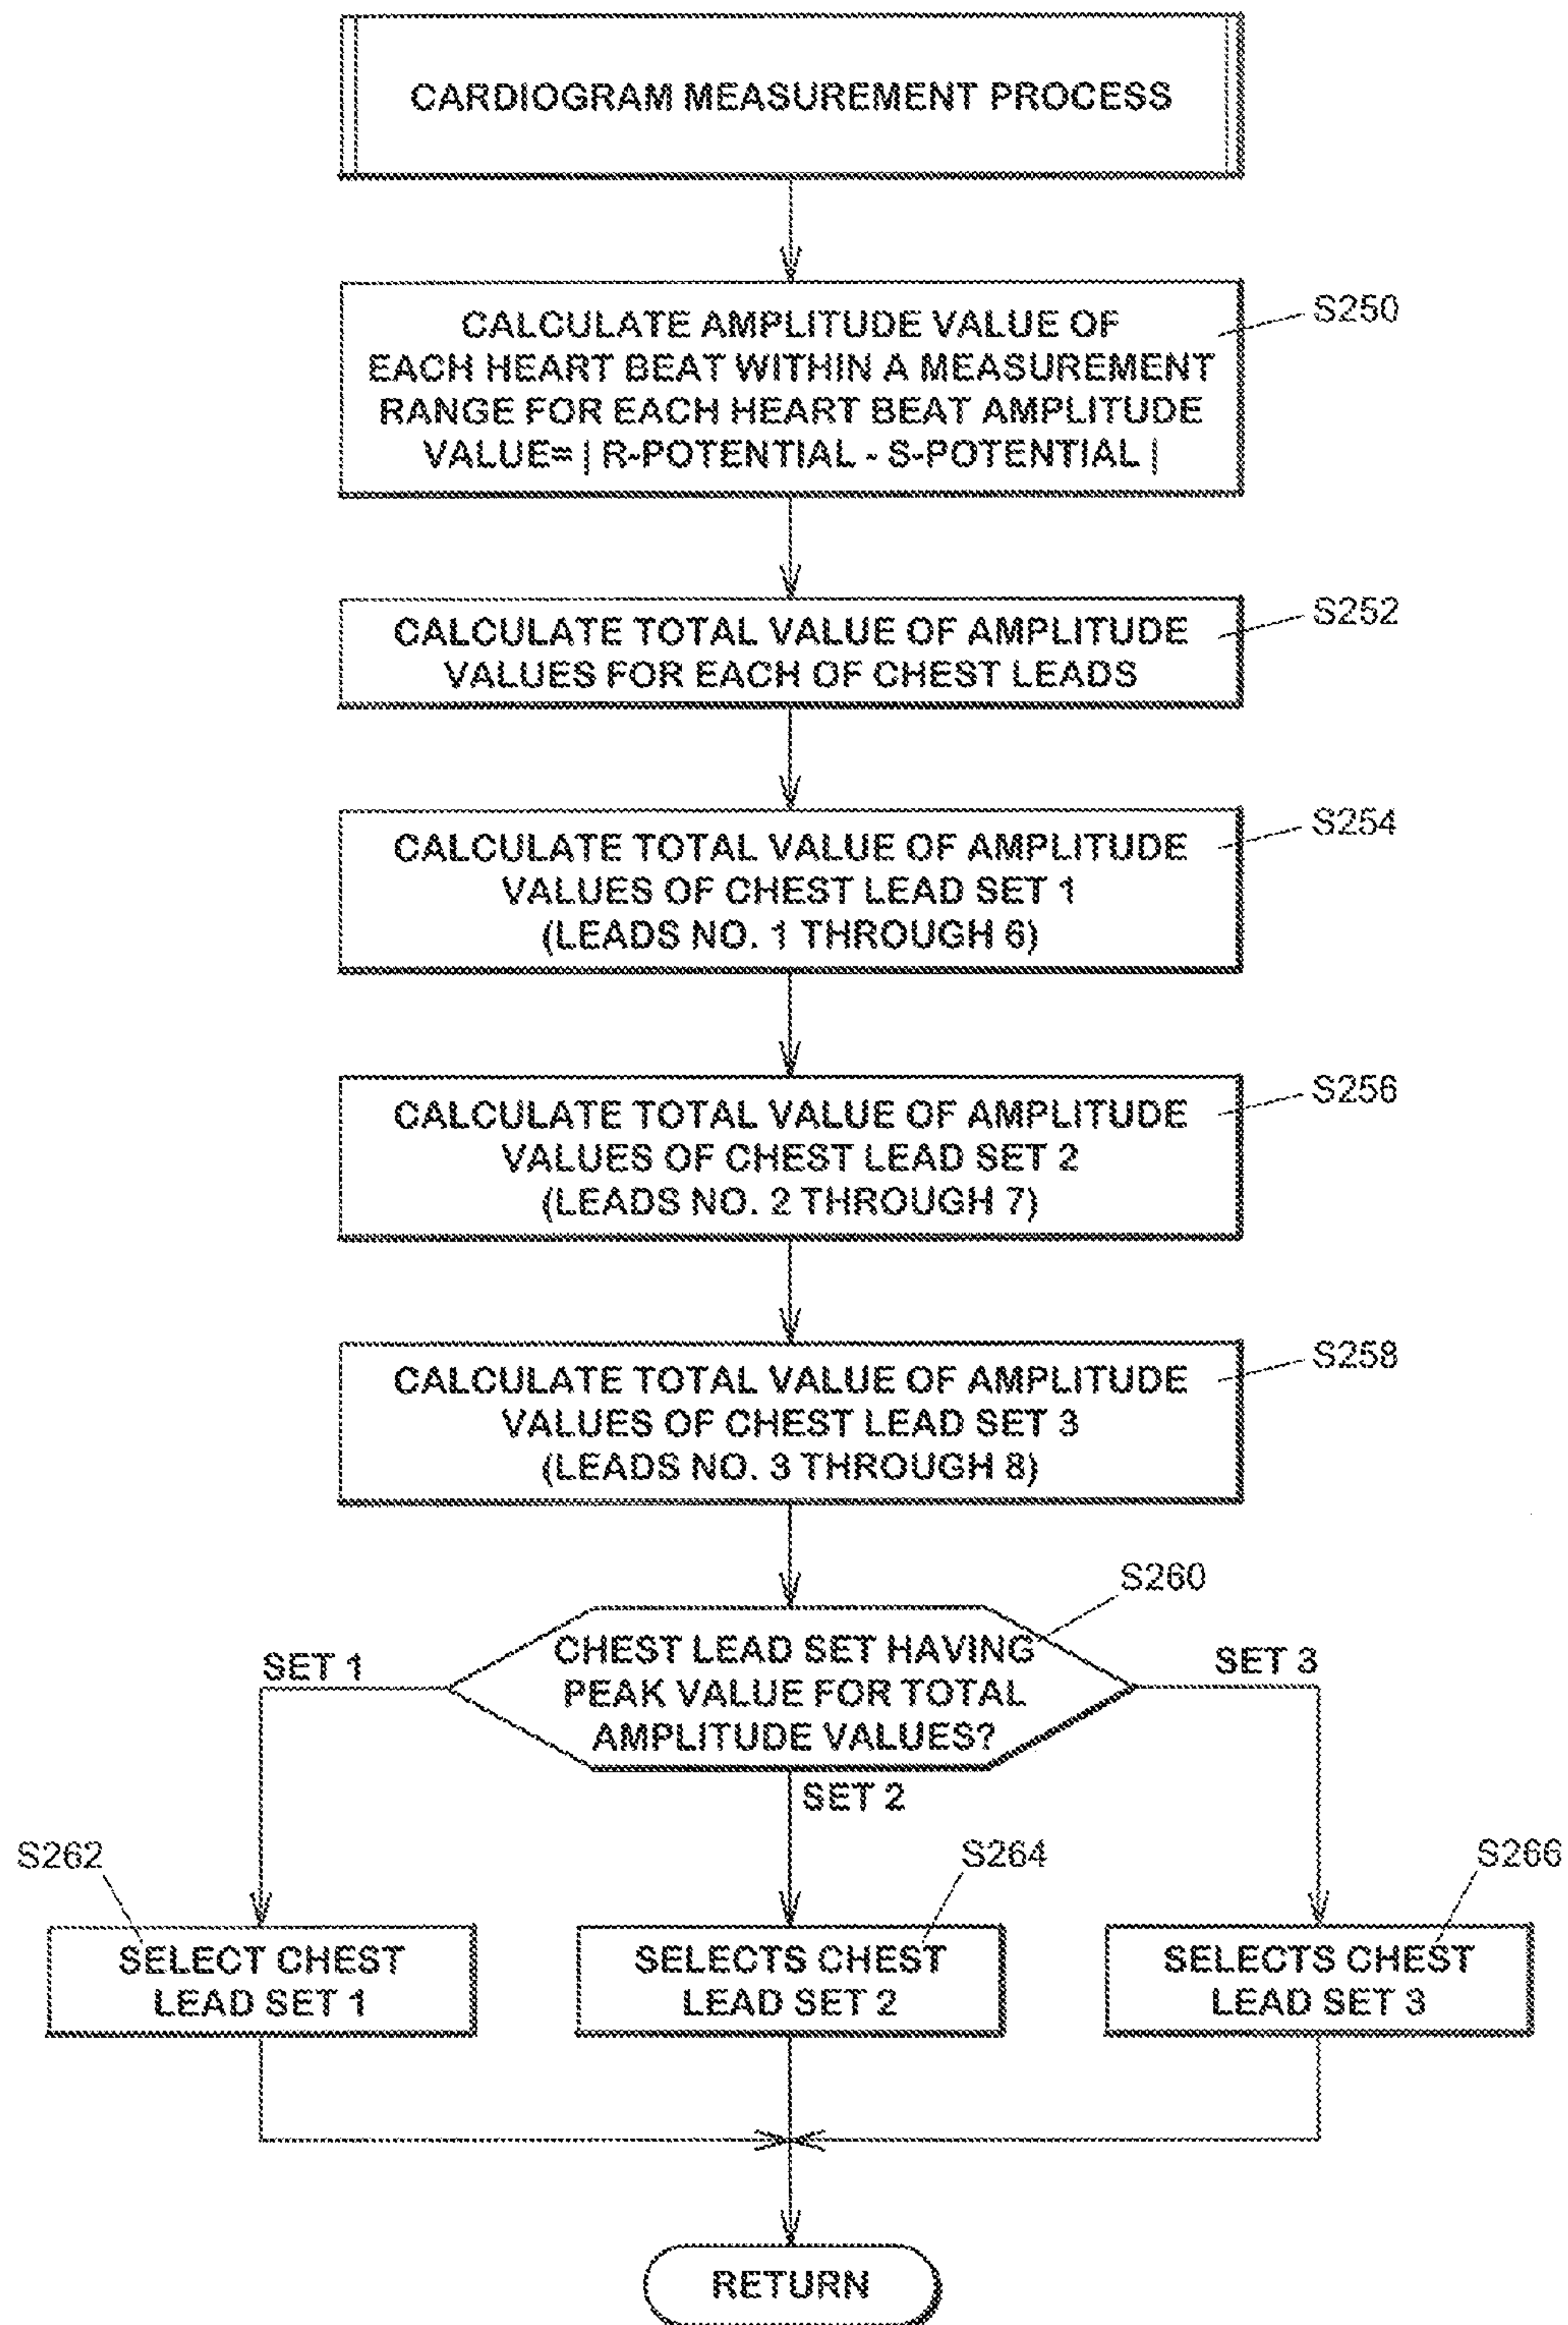 CARDIOGRAM MEASUREMENT PROCESS
S250
CALCULATE AMPLITUDE VALUE OF
EACH HEART BEAT WITHIN A MEASUREMENT
RANGE FOR EACH HEART BEAT AMPLITUDE
VALUE= | R-POTENTIAL - S-POTENTIAL |
S252
CALCULATE TOTAL VALUE OF AMPLITUDE
VALUES FOR EACH OF CHEST LEADS
S254
CALCULATE TOTAL VALUE OF AMPLITUDE
VALUES OF CHEST LEAD SET 1
(LEADS NO. 1 THROUGH 6)
S256
CALCULATE TOTAL VALUE OF AMPLITUDE
VALUES OF CHEST LEAD SET 2
(LEADS NO. 2 THROUGH 7)
S258
CALCULATE TOTAL VALUE OF AMPLITUDE
VALUES OF CHEST LEAD SET 3
(LEADS NO. 3 THROUGH 8)
S260
CHEST LEAD SET HAVING
PEAK VALUE FOR TOTAL
AMPLITUDE VALUES?
SET 1
SET 3
SET 2
S262
SELECT CHEST
LEAD SET 1
S264
SELECTS CHEST
LEAD SET 2
S266
SELECTS CHEST
LEAD SET 3
RETURN